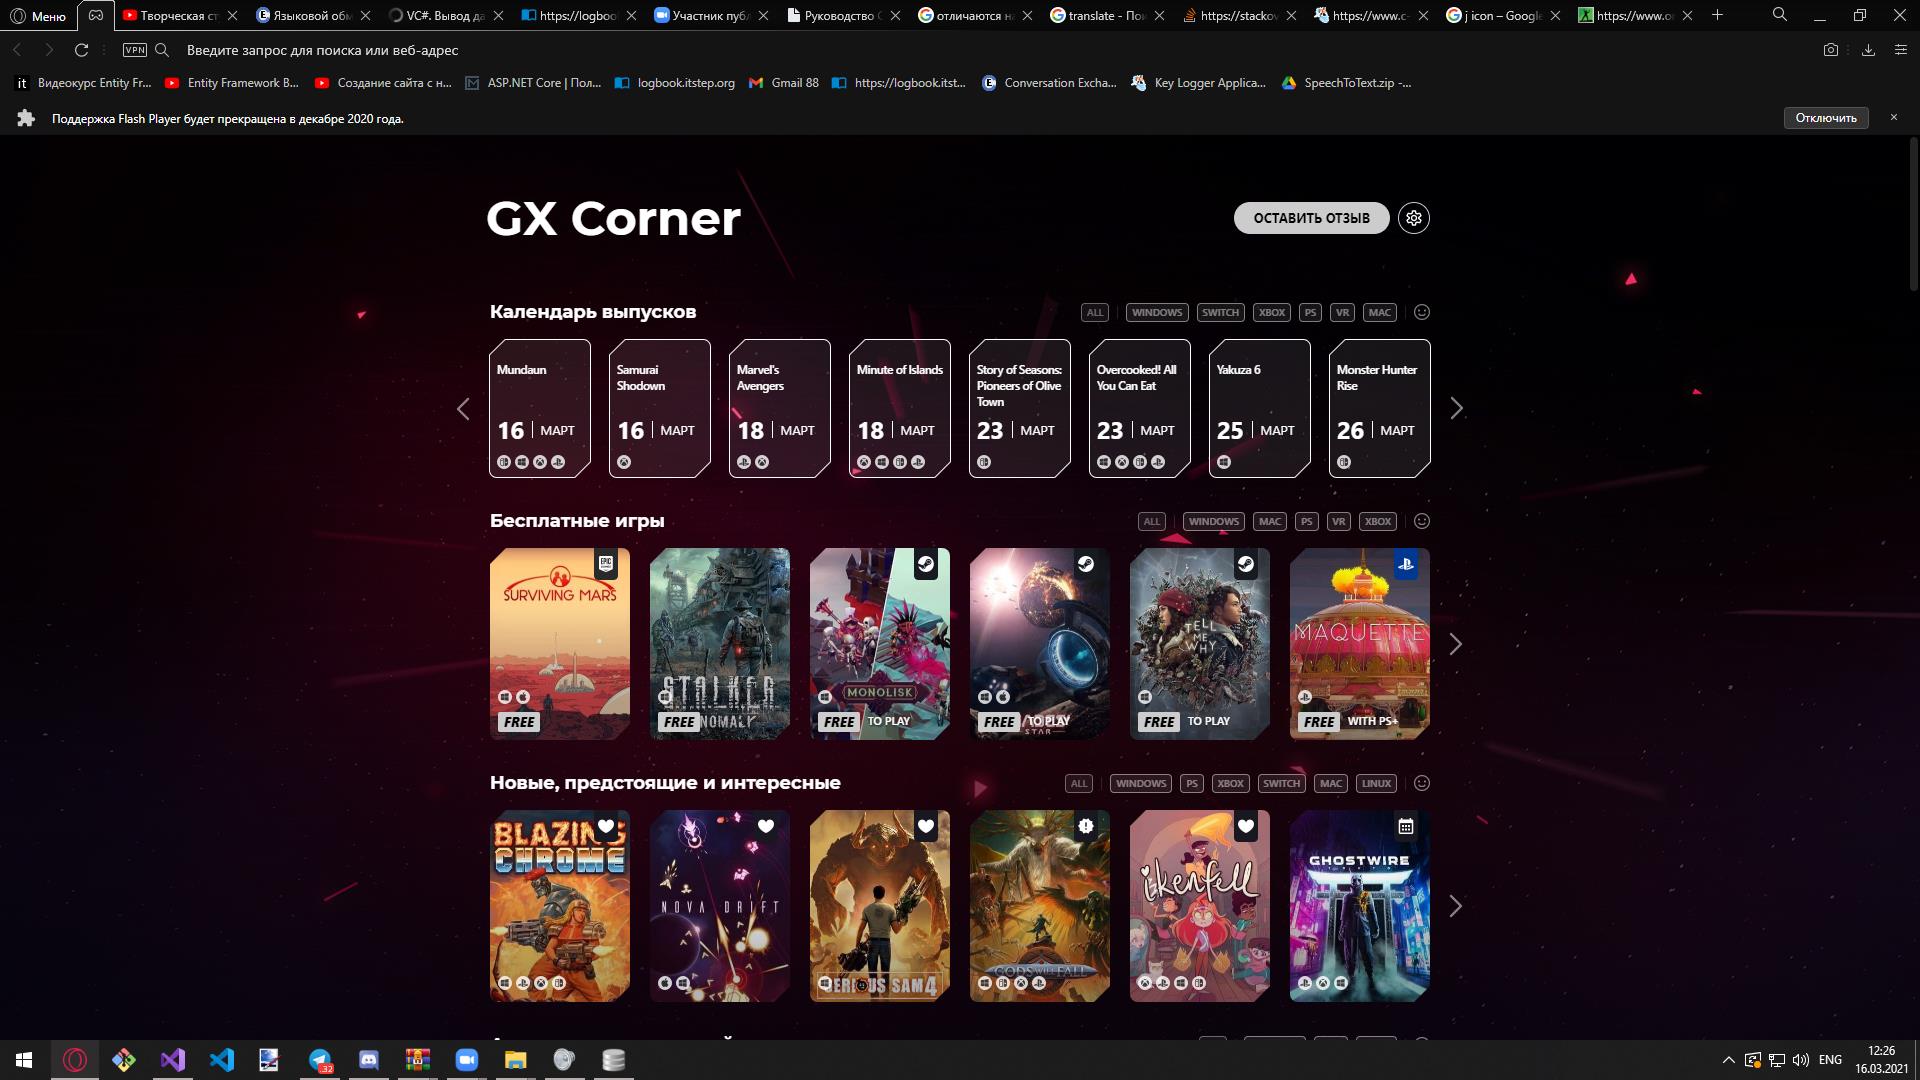 Меню
Творческая ст
Языковой обм
VC#. Вывод да
https://logboo
Участник публ
Руководство
отличаются на
translate - Пои
https://stackov
https://www.c-
j icon – Google
https://www.o
VPN
Введите запрос для поиска или веб-адрес
it Видеокурс Entity Fr...
Entity Framework B...
Создание сайта с н...
ASP.NET Core | Пол...
logbook.itstep.org
Gmail 88
https://logbook.itst...
Conversation Excha...
Key Logger Applica...
SpeechToText.zip -...
Поддержка Flash Player будет прекращена в декабре 2020 года.
Отключить
GX Corner
ОСТАВИТЬ ОТЗЫВ
Календарь выпусков
ALL WINDOWS SWITCH XBOX PS VR MAC
Mundaun
16 МАРТ
Samurai
Shodown
16 МАРТ
Marvel's
Avengers
18 МАРТ
Minute of Islands
18 МАРТ
Story of Seasons:
Pioneers of Olive
Town
23 МАРТ
Overcooked! All
You Can Eat
23 МАРТ
Yakuza 6
25 МАРТ
Monster Hunter
Rise
26 МАРТ
Бесплатные игры
ALL WINDOWS MAC PS VR XBOX
EPIC
SURVIVING MARS
FREE
S.T.A.L.K.E.R
ANOMALY
FREE
MONOLISK
FREE TO PLAY
FREE TO PLAY
STAR
TELL
ME
WHY
FREE TO PLAY
MAQUETTE
FREE WITH PS+
Новые, предстоящие и интересные
ALL WINDOWS PS XBOX SWITCH MAC LINUX
BLAZING
CHROME
NOVA DRIFT
SERIOUS SAM 4
GODS WILL FALL
ikenfell
GHOSTWIRE
32
ENG
12:26
16.03.2021